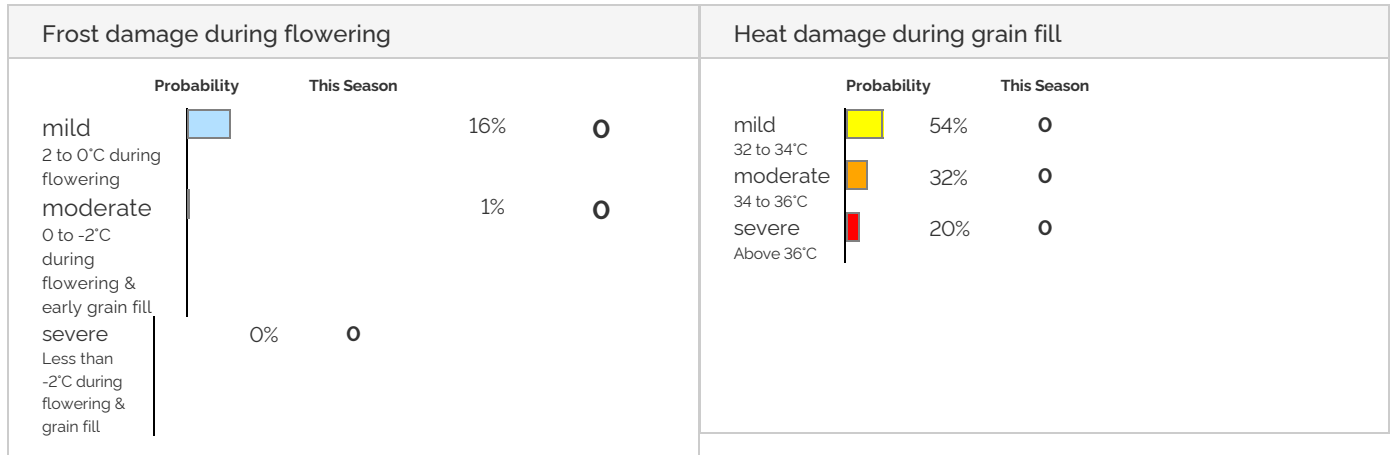 Frost damage during flowering
Probability This Season
mild 16% 0
2 to 0°C during
flowering
moderate 1% 0
0 to -2°C
during
flowering &
early grain fill
severe 0% 0
Less than
-2°C during
flowering &
grain fill
Heat damage during grain fill
Probability This Season
mild 54% 0
32 to 34°C
moderate 32% 0
34 to 36°C
severe 20% 0
Above 36°C